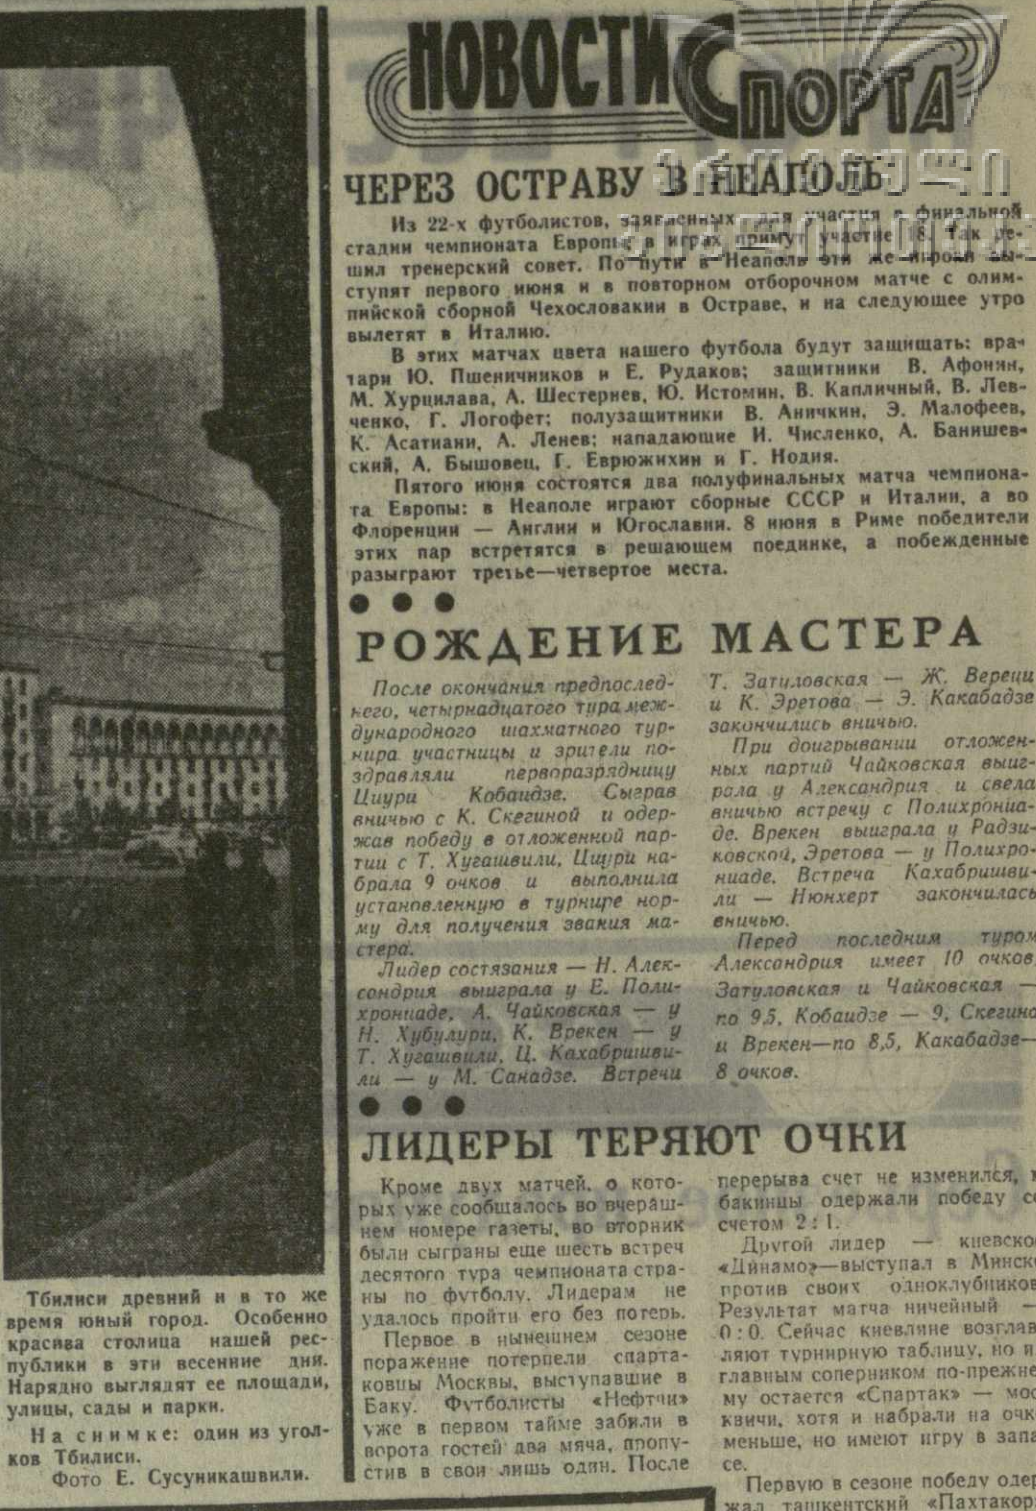 НОВОСТИ СПОРТА
ЧЕРЕЗ ОСТРАВУ В НЕАПОЛЬ
Из 22-х футболистов, заявленных для участия в финальной
стадии чемпионата Европы, в играх примут участие 18. Так ре-
шил тренерский совет. По пути в Неаполь эти же игроки вы-
ступят первого июня и в повторном отборочном матче с олим-
пийской сборной Чехословакии в Остраве, и на следующее утро
вылетят в Италию.
В этих матчах цвета нашего футбола будут защищать: вра-
тари Ю. Пшеничников и Е. Рудаков; защитники В. Афонин,
М. Хурцилава, А. Шестернев, Ю. Истомин, В. Капличный, В. Лев-
ченко, Г. Логофет; полузащитники В. Аничкин, Э. Малофеев,
К. Асатиани, А. Ленев; нападающие И. Численко, А. Банишев-
ский, А. Бышовец, Г. Еврюжихин и Г. Нодия.
Пятого июня состоятся два полуфинальных матча чемпиона-
та Европы: в Неаполе играют сборные СССР и Италии, а во
Флоренции — Англии и Югославии. 8 июня в Риме победители
этих пар встретятся в решающем поединке, а побежденные
разыграют третье—четвертое места.
РОЖДЕНИЕ МАСТЕРА
После окончания предпослед-
него, четырнадцатого тура меж-
дународного шахматного тур-
нира участницы и зрители по-
здравляли перворазрядницу
Циури Кобаидзе. Сыграв
вничью с К. Скегиной и одер-
жав победу в отложенной пар-
тии с Т. Хугашвили, Циури на-
брала 9 очков и выполнила
установленную в турнире нор-
му для получения звания ма-
стера.
Лидер состязания — Н. Алек-
сандрия выиграла у Е. Поли-
хрониаде, А. Чайковская — у
Н. Хубулури, К. Врекен — у
Т. Хугашвили, Ц. Кахабришви-
ли — у М. Санадзе. Встречи
Т. Затуловская — Ж. Вереци
и К. Эретова — Э. Какабадзе
закончились вничью.
При доигрывании отложен-
ных партий Чайковская выиг-
рала у Александрия и свела
вничью встречу с Полихрониа-
де. Врекен выиграла у Радзи-
ковской, Эретова — у Полихро-
ниаде. Встреча Кахабришви-
ли — Нюнхерт закончилась
вничью.
Перед последним туром
Александрия имеет 10 очков,
Затуловская и Чайковская —
по 9,5, Кобаидзе — 9, Скегина
и Врекен—по 8,5, Какабадзе—
8 очков.
ЛИДЕРЫ ТЕРЯЮТ ОЧКИ
Кроме двух матчей, о кото-
рых уже сообщалось во вчераш-
нем номере газеты, во вторник
были сыграны еще шесть встреч
десятого тура чемпионата стра-
ны по футболу. Лидерам не
удалось пройти его без потерь.
Первое в нынешнем сезоне
поражение потерпели спарта-
ковцы Москвы, выступавшие в
Баку. Футболисты «Нефтчи»
уже в первом тайме забили в
ворота гостей два мяча, пропу-
стив в свои лишь один. После
перерыва счет не изменился, и
бакинцы одержали победу со
счетом 2 : 1.
Другой лидер — киевское
«Динамо»—выступал в Минске
против своих одноклубников.
Результат матча ничейный —
0 : 0. Сейчас киевляне возглав-
ляют турнирную таблицу, но их
главным соперником по-прежне-
му остается «Спартак» — мос-
квичи, хотя и набрали на очко
меньше, но имеют игру в запа-
се.
Первую в сезоне победу одер-
жал ташкентский «Пахтакор»
Тбилиси древний и в то же
время юный город. Особенно
красива столица нашей рес-
публики в эти весенние дни.
Нарядно выглядят ее площади,
улицы, сады и парки.
На снимке: один из угол-
ков Тбилиси.
Фото Е. Сусуникашвили.